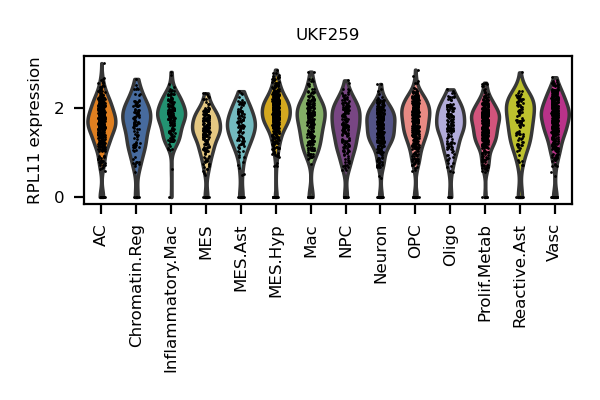 UKF259
RPL11 expression
2
0
AC
Chromatin.Reg
Inflammatory.Mac
MES
MES.Ast
MES.Hyp
Mac
NPC
Neuron
OPC
Oligo
Prolif.Metab
Reactive.Ast
Vasc